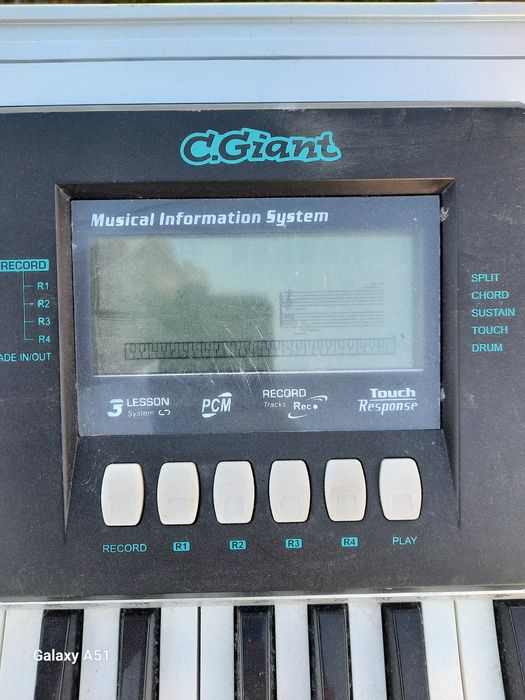 C.Giant
Musical Information System
RECORD
R1
R2
R3
R4
ADE IN/OUT
SPLIT
CHORD
SUSTAIN
TOUCH
DRUM
3 LESSON
System
PCM
RECORD
Tracks Rec
Touch
Response
RECORD R1 R2 R3 R4 PLAY
Galaxy A51